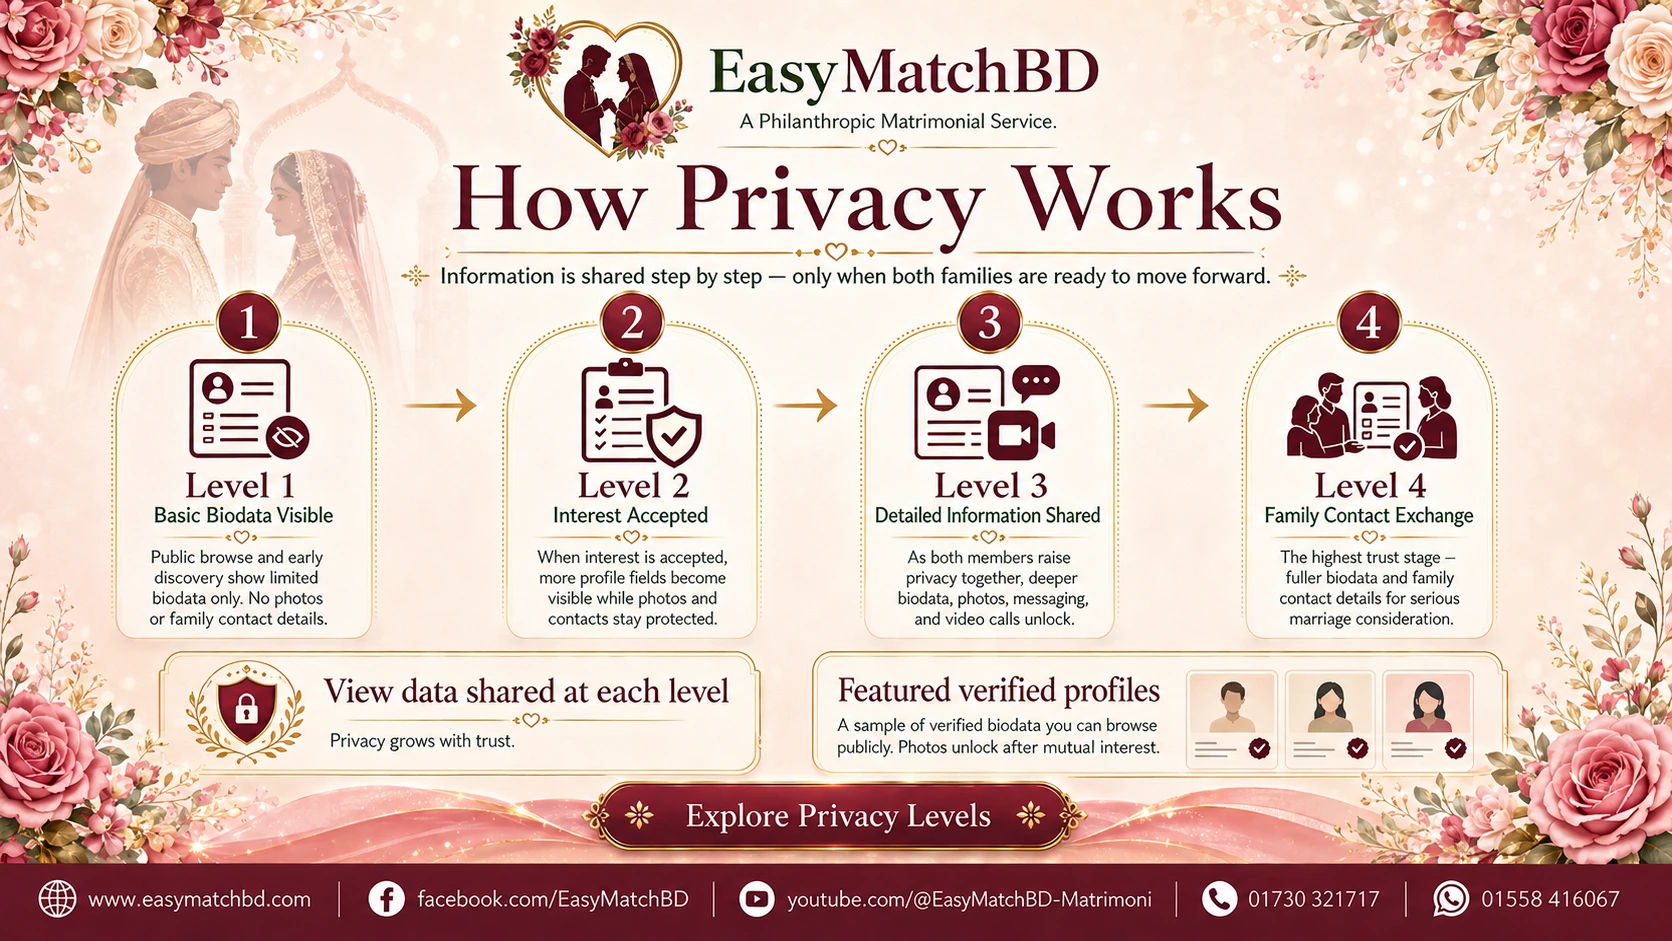 EasyMatchBD
A Philanthropic Matrimonial Service.
How Privacy Works
Information is shared step by step — only when both families are ready to move forward.
1
Level 1
Basic Biodata Visible
Public browse and early
discovery show limited
biodata only. No photos
or family contact details.
2
Level 2
Interest Accepted
When interest is accepted,
more profile fields become
visible while photos and
contacts stay protected.
3
Level 3
Detailed Information Shared
As both members raise
privacy together, deeper
biodata, photos, messaging,
and video calls unlock.
4
Level 4
Family Contact Exchange
The highest trust stage –
fuller biodata and family
contact details for serious
marriage consideration.
View data shared at each level
Privacy grows with trust.
Featured verified profiles
A sample of verified biodata you can browse
publicly. Photos unlock after mutual interest.
Explore Privacy Levels
www.easymatchbd.com
facebook.com/EasyMatchBD
youtube.com/@EasyMatchBD-Matrimoni
01730 321717
01558 416067